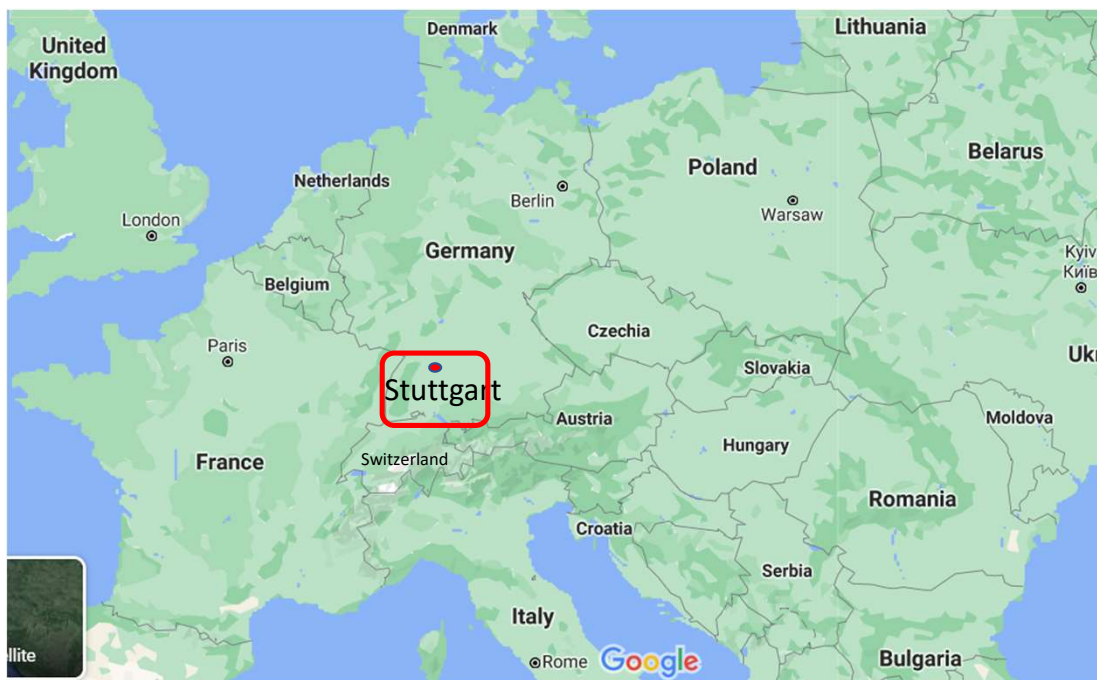 United
Kingdom
Denmark
Lithuania
Belarus
Poland
Netherlands
Berlin
Warsaw
London
Germany
Kyiv
Київ
Belgium
Czechia
Paris
Ukr
Slovakia
Stuttgart
Austria
Moldova
Hungary
France
Switzerland
Romania
Croatia
Serbia
Italy
llite
Rome
Google
Bulgaria